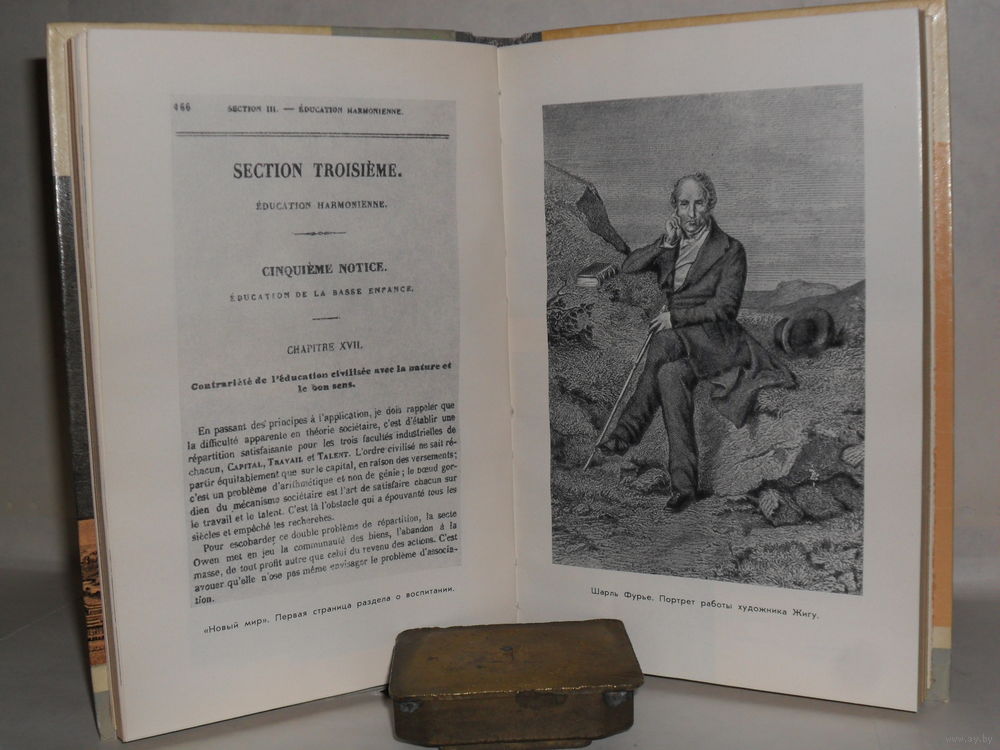 166 SECTION III. — ÉDUCATION HARMONIENNE.
SECTION TROISIÈME.
ÉDUCATION HARMONIENNE.
CINQUIÈME NOTICE.
ÉDUCATION DE LA BASSE ENFANCE.
CHAPITRE XVII.
Contrariété de l'éducation civilisée avec la nature et
le bon sens.
En passant des principes à l'application, je dois rappeler que
la difficulté apparente en théorie sociétaire, c'est d'établir une
répartition satisfaisante pour les trois facultés industrielles de
chacun, CAPITAL, TRAVAIL et TALENT. L'ordre civilisé ne sait ré-
partir équitablement que sur le capital, en raison des versements;
c'est un problème d'arithmétique et non de génie; le nœud gor-
dien du mécanisme sociétaire est l'art de satisfaire chacun sur
le travail et le talent. C'est là l'obstacle qui a épouvanté tous les
siècles et empêché les recherches.
Pour escobarder ce double problème de répartition, la secte
Owen met en jeu la communauté des biens, l'abandon à la
masse, de tout profit autre que celui du revenu des actions. C'est
avouer qu'elle n'ose pas même envisager le problème d'associa-
tion.
«Новый мир». Первая страница раздела о воспитании.
Шарль Фурье. Портрет работы художника Жигу.
www.ay.by